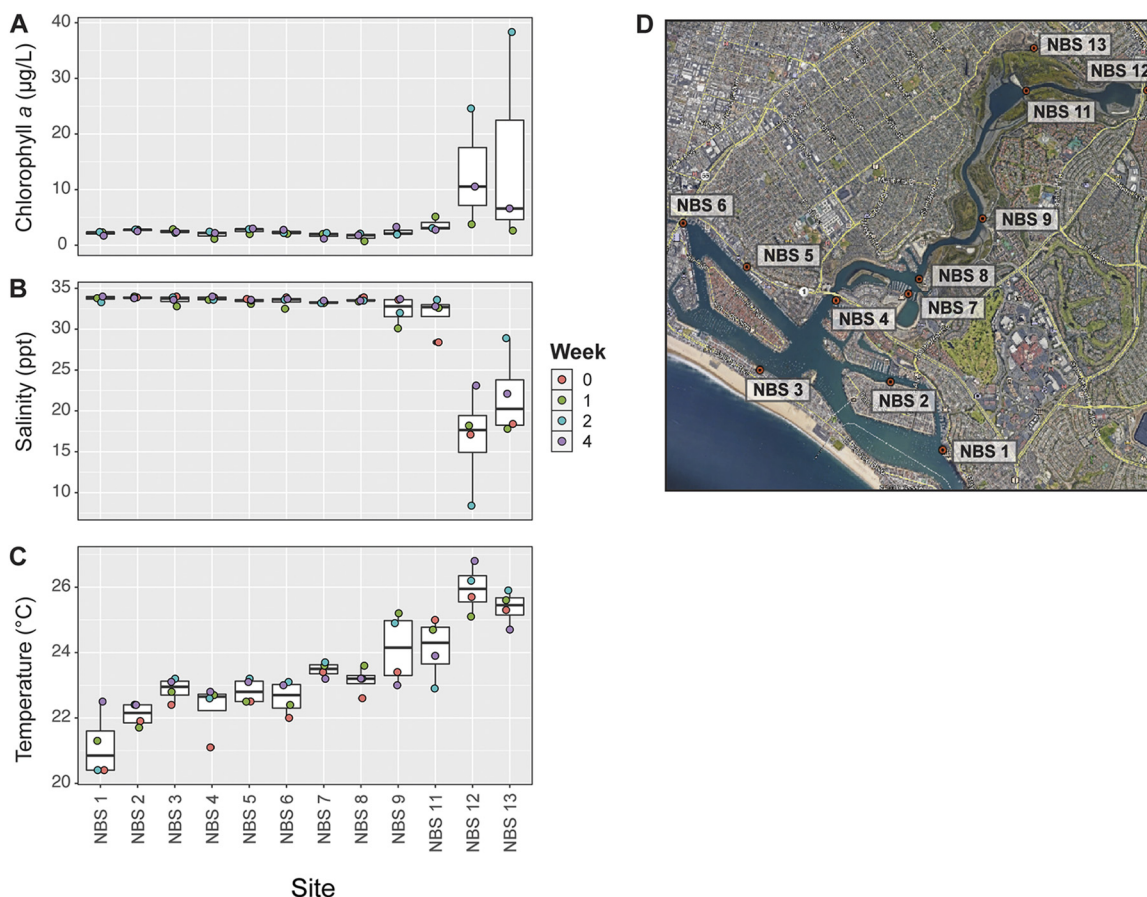 A
Chlorophyll a (µg/L)
40
30
20
10
0
B
Salinity (ppt)
35
30
25
20
15
10
C
Temperature (°C)
26
24
22
20
NBS 1
NBS 2
NBS 3
NBS 4
NBS 5
NBS 6
NBS 7
NBS 8
NBS 9
NBS 11
NBS 12
NBS 13
Site
Week
0
1
2
4
D
NBS 13
NBS 12
NBS 11
NBS 6
NBS 9
NBS 5
NBS 8
NBS 7
NBS 4
NBS 3
NBS 2
NBS 1
55
1